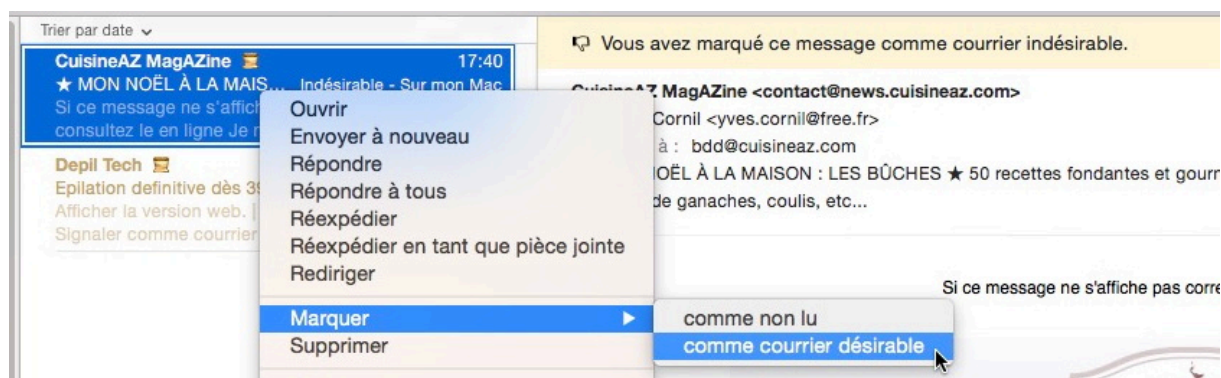 Trier par date
CuisineAZ MagAZine 17:40
★ MON NOËL À LA MAIS... Indésirable - Sur mon Mac
Si ce message ne s'affich
consultez le en ligne Je
Depil Tech
Epilation definitive dès
Afficher la version web. |
Signaler comme courrier
Ouvrir
Envoyer à nouveau
Répondre
Répondre à tous
Réexpédier
Réexpédier en tant que pièce jointe
Rediriger
Marquer
Supprimer
comme non lu
comme courrier désirable
Vous avez marqué ce message comme courrier indésirable.
MagAZine <contact@news.cuisineaz.com>
Cornil <yves.cornil@free.fr>
à : bdd@cuisineaz.com
OËL À LA MAISON : LES BÛCHES ★ 50 recettes fondantes et gourn
de ganaches, coulis, etc...
Si ce message ne s'affiche pas corre